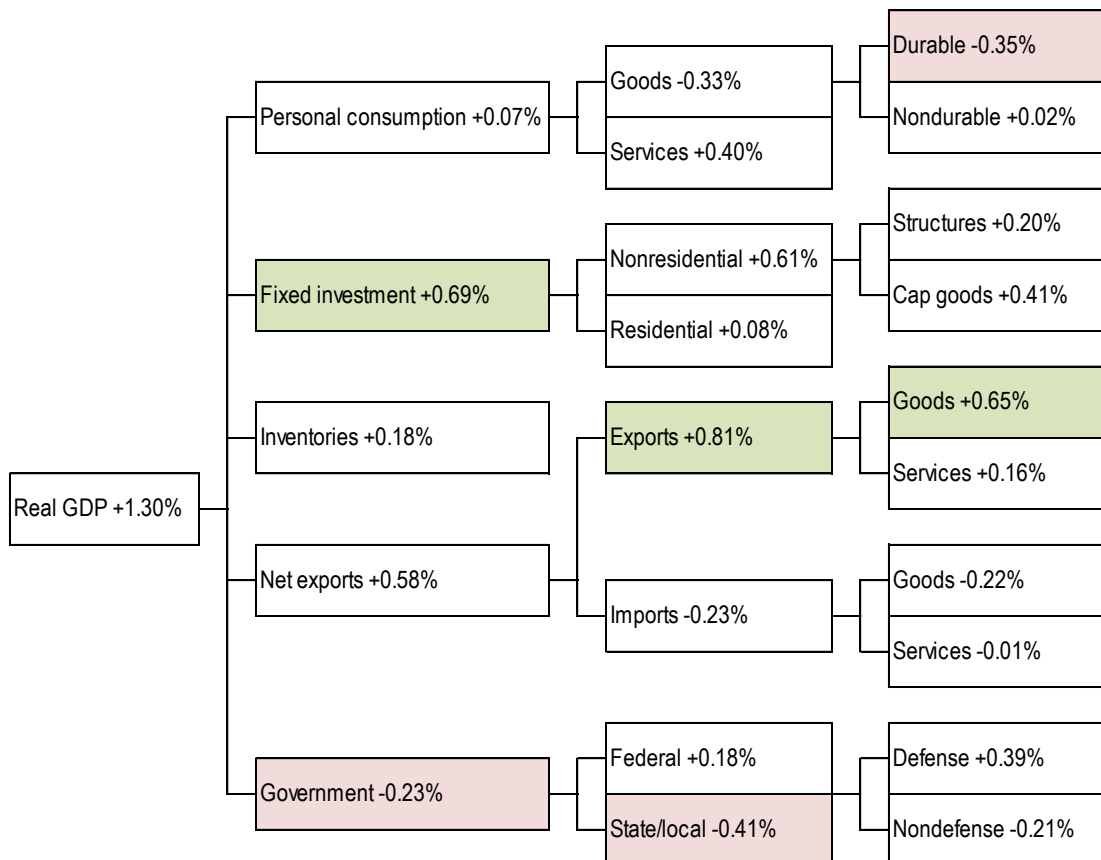 Durable -0.35%
Goods -0.33%
Personal consumption +0.07%
Nondurable +0.02%
Services +0.40%
Structures +0.20%
Nonresidential +0.61%
Fixed investment +0.69%
Cap goods +0.41%
Residential +0.08%
Goods +0.65%
Inventories +0.18%
Exports +0.81%
Services +0.16%
Real GDP +1.30%
Net exports +0.58%
Goods -0.22%
Imports -0.23%
Services -0.01%
Federal +0.18%
Defense +0.39%
Government -0.23%
State/local -0.41%
Nondefense -0.21%